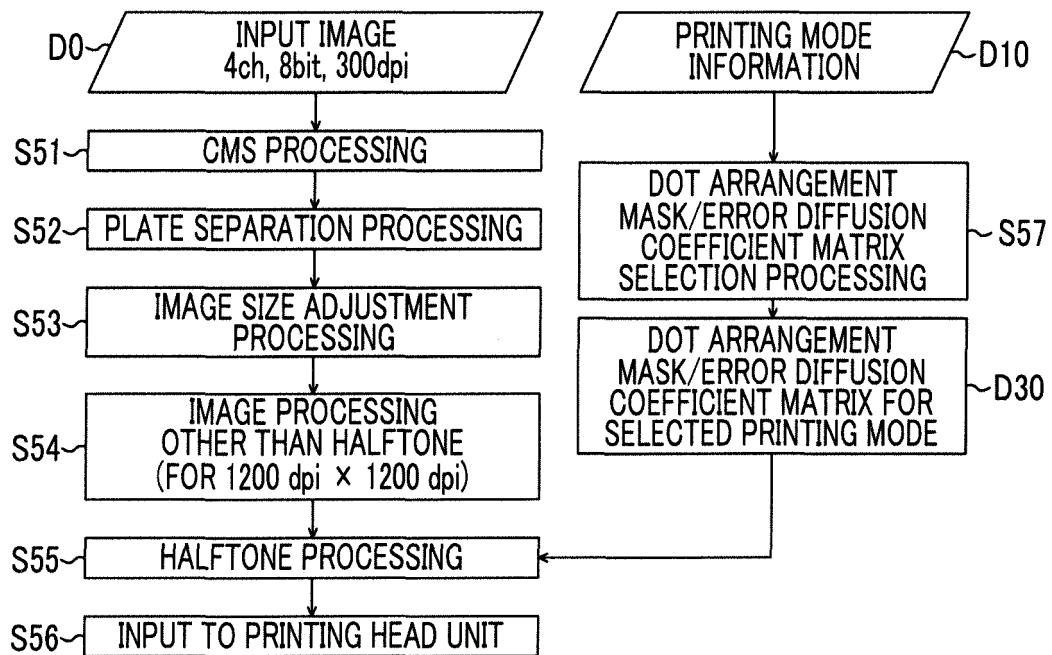 D0
INPUT IMAGE
4ch, 8bit, 300dpi
S51
CMS PROCESSING
S52
PLATE SEPARATION PROCESSING
S53
IMAGE SIZE ADJUSTMENT
PROCESSING
S54
IMAGE PROCESSING
OTHER THAN HALFTONE
(FOR 1200 dpi × 1200 dpi)
S55
HALFTONE PROCESSING
S56
INPUT TO PRINTING HEAD UNIT
PRINTING MODE
INFORMATION
D10
DOT ARRANGEMENT
MASK/ERROR DIFFUSION
COEFFICIENT MATRIX
SELECTION PROCESSING
S57
DOT ARRANGEMENT
MASK/ERROR DIFFUSION
COEFFICIENT MATRIX FOR
SELECTED PRINTING MODE
D30